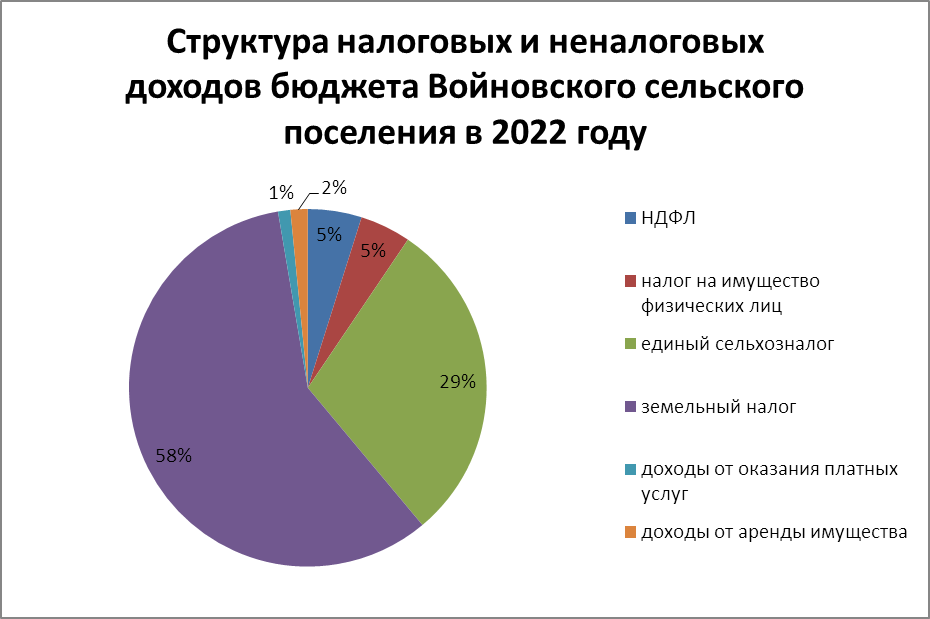 Структура налоговых и неналоговых
доходов бюджета Войновского сельского
поселения в 2022 году
1%
2%
5%
5%
29%
58%
НДФЛ
налог на имущество
физических лиц
единый сельхозналог
земельный налог
доходы от оказания платных
услуг
доходы от аренды имущества